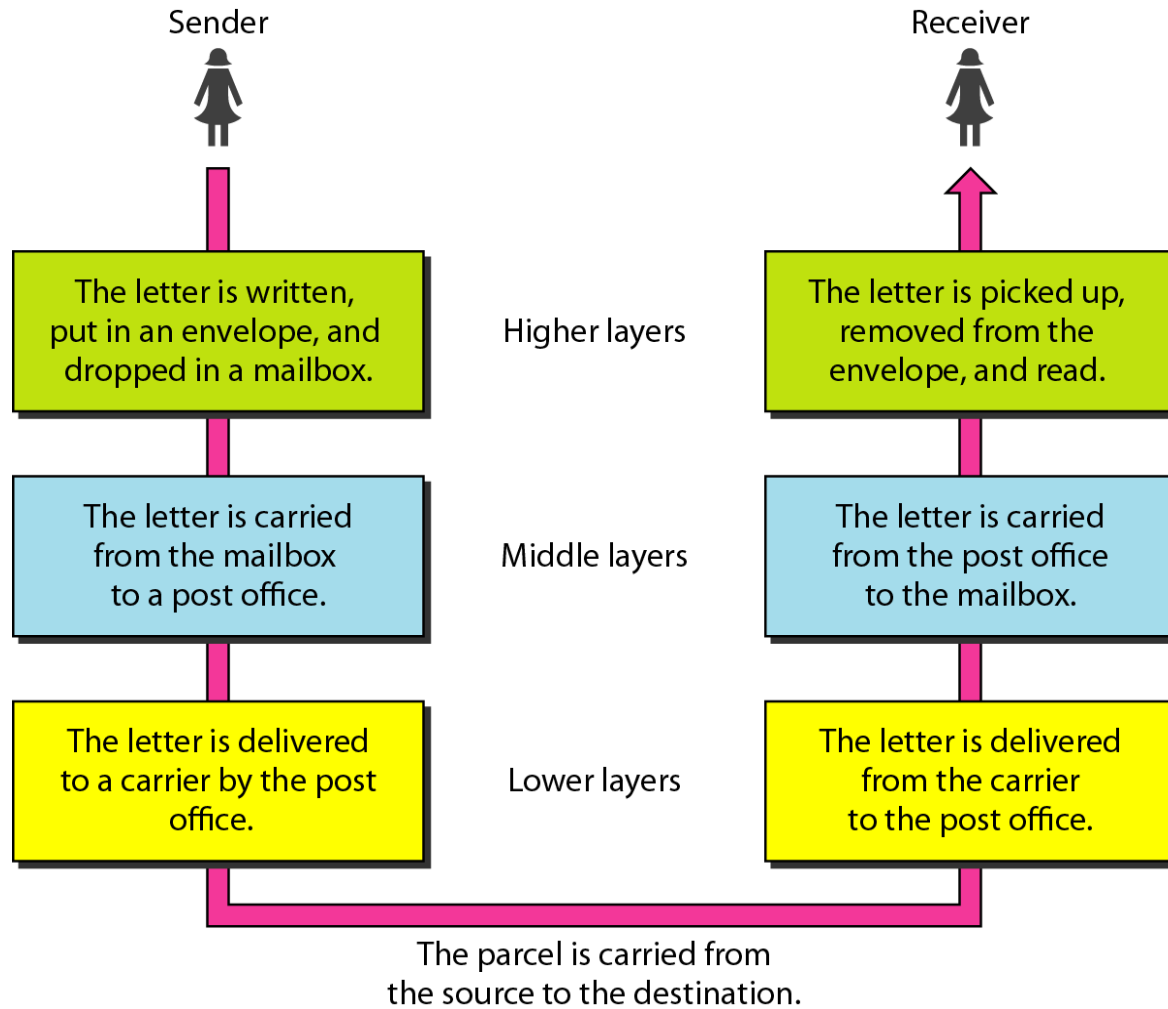 Sender
Receiver
The letter is written,
put in an envelope, and
dropped in a mailbox.
Higher layers
The letter is picked up,
removed from the
envelope, and read.
The letter is carried
from the mailbox
to a post office.
Middle layers
The letter is carried
from the post office
to the mailbox.
The letter is delivered
to a carrier by the post
office.
Lower layers
The letter is delivered
from the carrier
to the post office.
The parcel is carried from
the source to the destination.